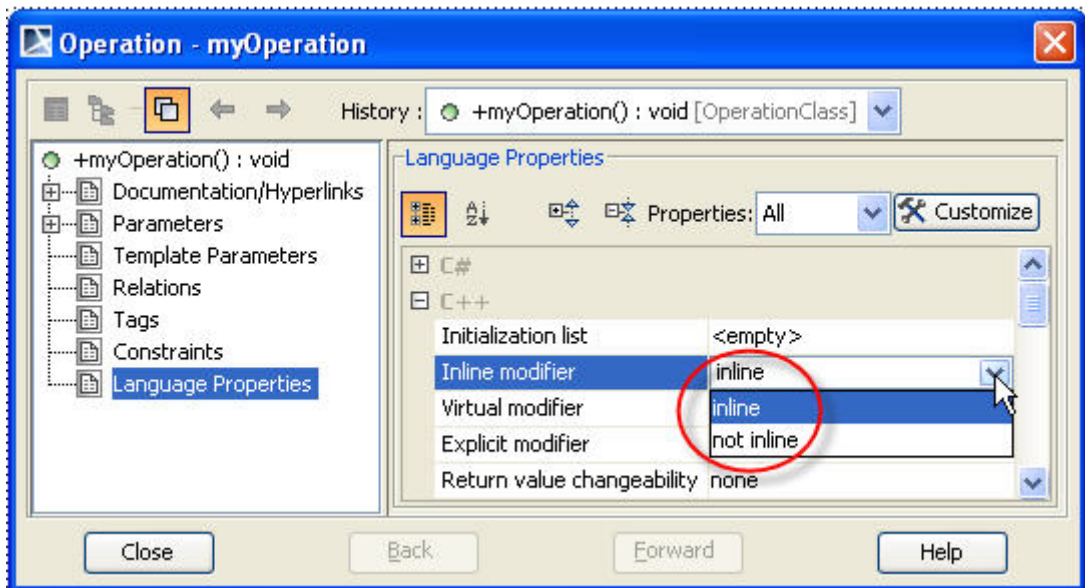 Operation - myOperation
History : +myOperation() : void [OperationClass]
+myOperation() : void
Documentation/Hyperlinks
Parameters
Template Parameters
Relations
Tags
Constraints
Language Properties
Language Properties
Properties: All Customize
C#
C++
Initialization list <empty>
Inline modifier inline
Virtual modifier inline
Explicit modifier not inline
Return value changeability none
Close Back Forward Help